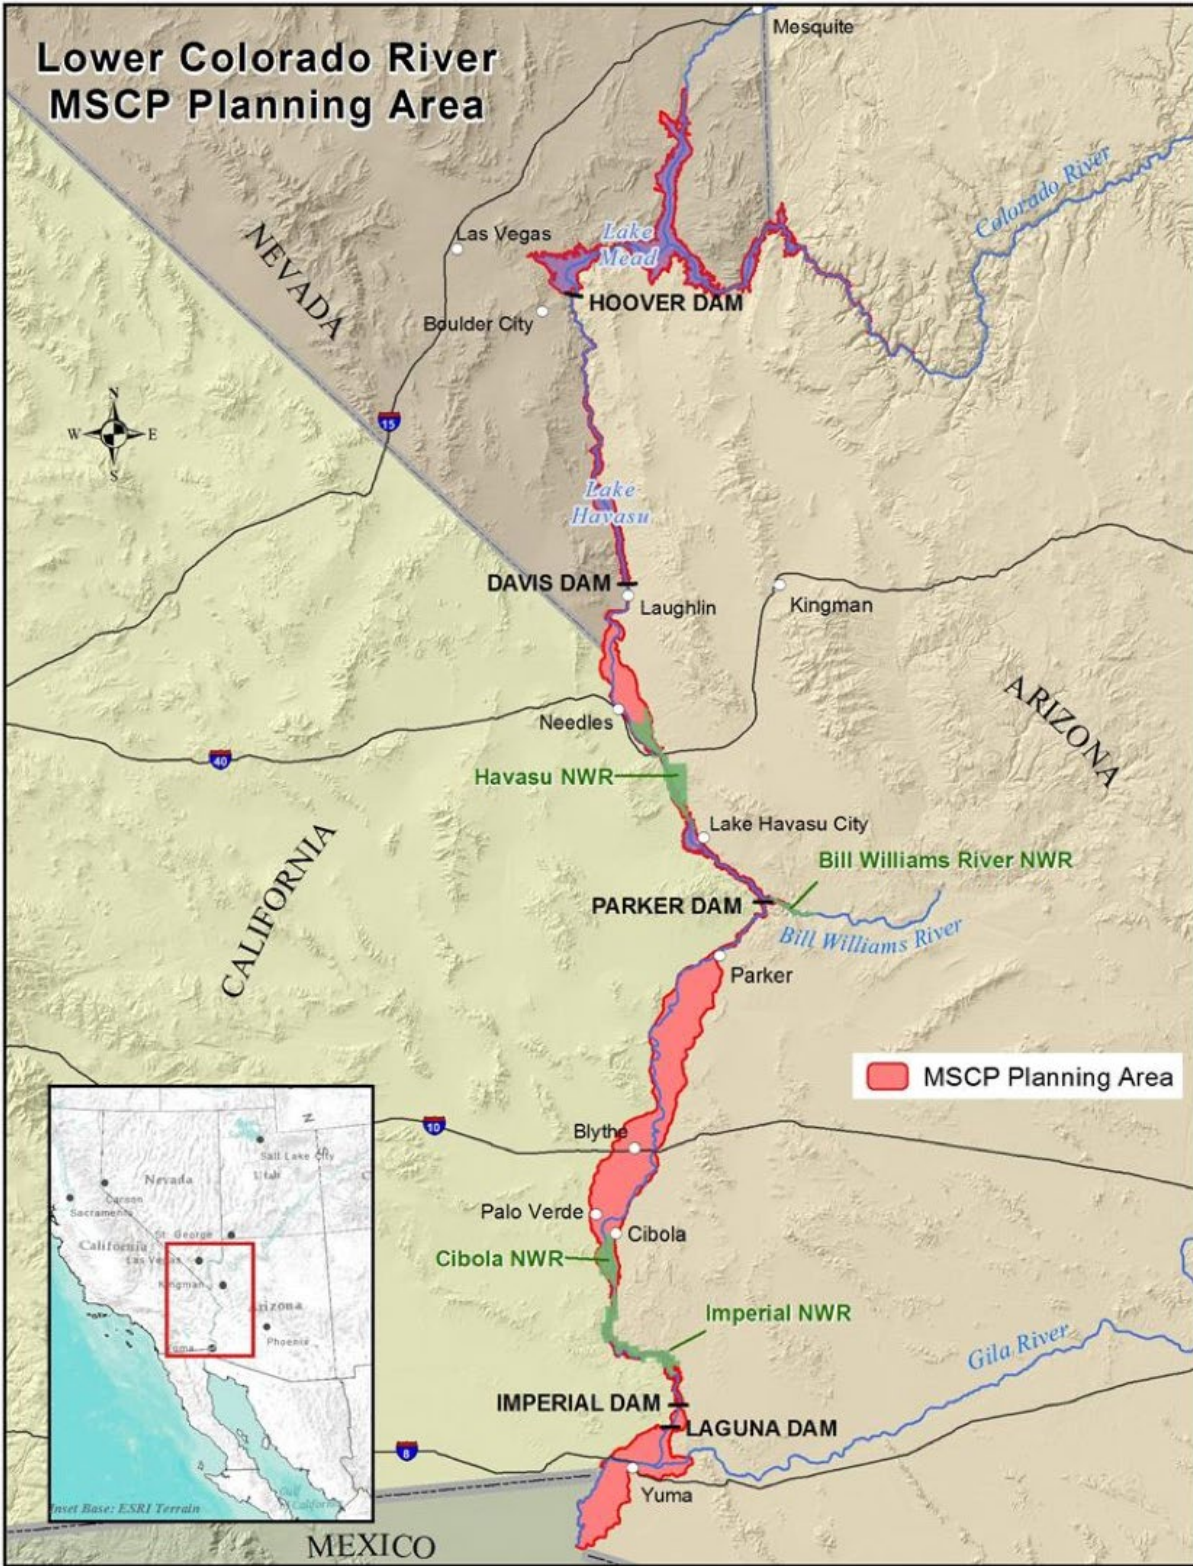 Lower Colorado River
MSCP Planning Area
Mesquite
Colorado River
NEVADA
Las Vegas
Lake
Mead
HOOVER DAM
Boulder City
N
W
E
S
15
Lake
Havasu
DAVIS DAM
Laughlin
Kingman
ARIZONA
Needles
40
Havasu NWR
Lake Havasu City
CALIFORNIA
Bill Williams River NWR
PARKER DAM
Bill Williams River
Parker
MSCP Planning Area
10
Blythe
Palo Verde
Cibola
Cibola NWR
Imperial NWR
Gila River
IMPERIAL DAM
LAGUNA DAM
8
Yuma
MEXICO
Salt Lake City
Nevada
Utah
Carson
Sacramento
St. George
California
Las Vegas
Kingman
Arizona
Phoenix
Yuma
Gulf
California
Inset Base: ESRI Terrain